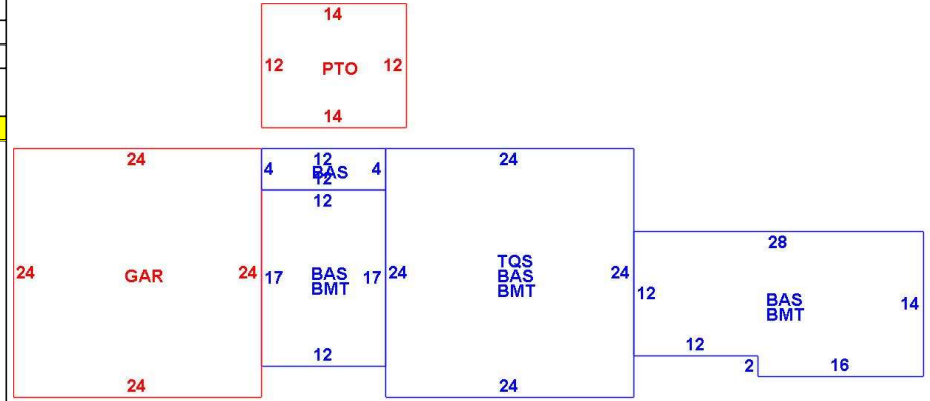 14
12 PTO 12
14
24 12 24
4 BAS 4
12
12
TQS
BAS
BMT
28
24 GAR 24 17 BAS 17 24 24
BMT
12 BAS 14
BMT
12 12
2 16
24 24